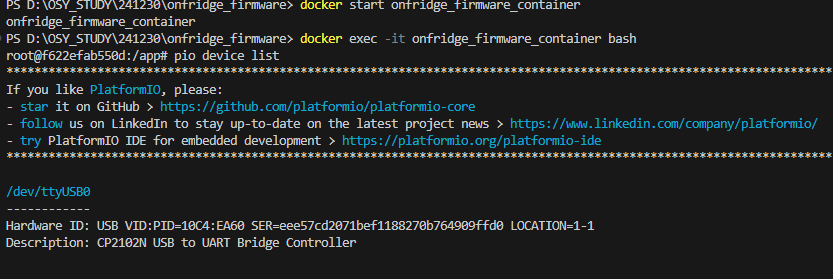 PS D:\OSY_STUDY\241230\onfridge_firmware> docker start onfridge_firmware_container
onfridge_firmware_container
PS D:\OSY_STUDY\241230\onfridge_firmware> docker exec -it onfridge_firmware_container bash
root@f622efab550d:/app# pio device list
************************************************************************************************************************
If you like PlatformIO, please:
- star it on GitHub > https://github.com/platformio/platformio-core
- follow us on LinkedIn to stay up-to-date on the latest project news > https://www.linkedin.com/company/platformio/
- try PlatformIO IDE for embedded development > https://platformio.org/platformio-ide
************************************************************************************************************************
/dev/ttyUSB0
------------
Hardware ID: USB VID:PID=10C4:EA60 SER=eee57cd2071bef1188270b764909ffd0 LOCATION=1-1
Description: CP2102N USB to UART Bridge Controller